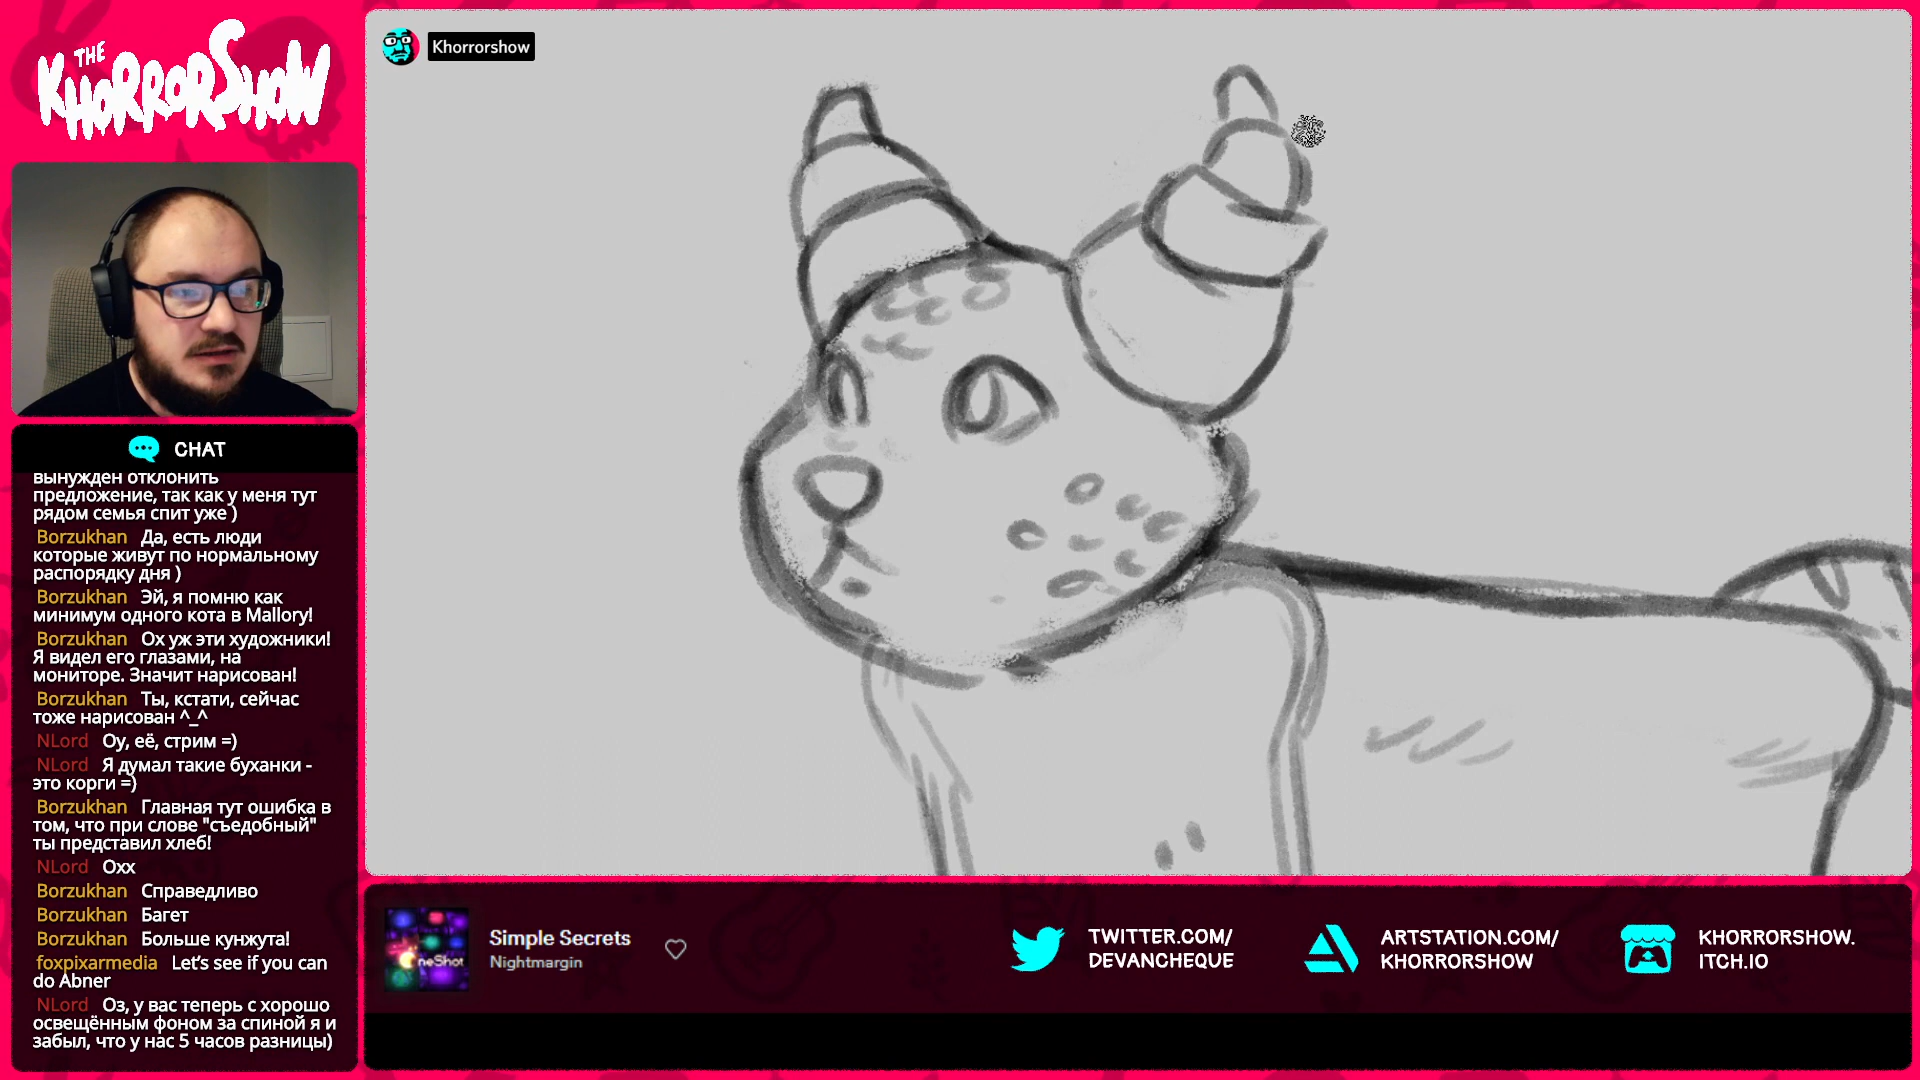 THE
KHORRORSHOW
Khorrorshow
CHAT
вынужден отклонить
предложение, так как у меня тут
рядом семья спит уже )
Borzukhan Да, есть люди
которые живут по нормальному
распорядку дня )
Borzukhan Эй, я помню как
минимум одного кота в Mallory!
Borzukhan Ох уж эти художники!
Я видел его глазами, на
мониторе. Значит нарисован!
Borzukhan Ты, кстати, сейчас
тоже нарисован ^_^
NLord Оу, её, стрим =)
NLord Я думал такие буханки -
это корги =)
Borzukhan Главная тут ошибка в
том, что при слове "съедобный"
ты представил хлеб!
NLord Охх
Borzukhan Справедливо
Borzukhan Багет
Borzukhan Больше кунжута!
foxpixarmedia Let's see if you can
do Abner
NLord Оз, у вас теперь с хорошо
освещённым фоном за спиной я и
забыл, что у нас 5 часов разницы)
neShot
Simple Secrets
Nightmargin
TWITTER.COM/
DEVANCHEQUE
ARTSTATION.COM/
KHORRORSHOW
KHORRORSHOW.
ITCH.IO